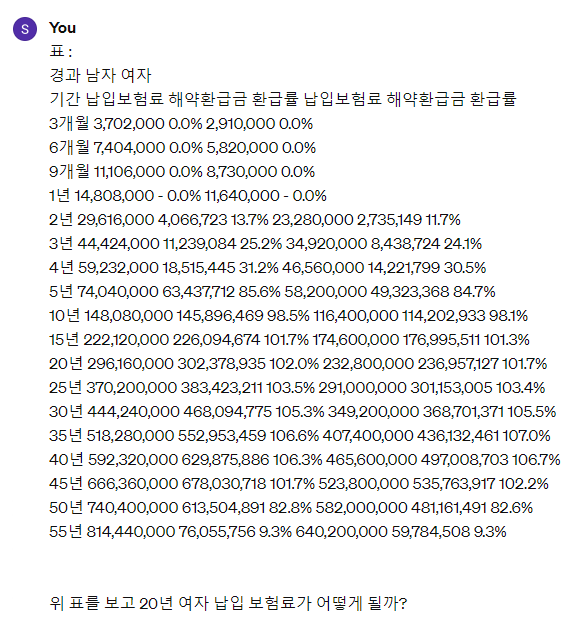 S You
표 :
경과 남자 여자
기간 납입보험료 해약환급금 환급률 납입보험료 해약환급금 환급률
3개월 3,702,000 0.0% 2,910,000 0.0%
6개월 7,404,000 0.0% 5,820,000 0.0%
9개월 11,106,000 0.0% 8,730,000 0.0%
1년 14,808,000 - 0.0% 11,640,000 - 0.0%
2년 29,616,000 4,066,723 13.7% 23,280,000 2,735,149 11.7%
3년 44,424,000 11,239,084 25.2% 34,920,000 8,438,724 24.1%
4년 59,232,000 18,515,445 31.2% 46,560,000 14,221,799 30.5%
5년 74,040,000 63,437,712 85.6% 58,200,000 49,323,368 84.7%
10년 148,080,000 145,896,469 98.5% 116,400,000 114,202,933 98.1%
15년 222,120,000 226,094,674 101.7% 174,600,000 176,995,511 101.3%
20년 296,160,000 302,378,935 102.0% 232,800,000 236,957,127 101.7%
25년 370,200,000 383,423,211 103.5% 291,000,000 301,153,005 103.4%
30년 444,240,000 468,094,775 105.3% 349,200,000 368,701,371 105.5%
35년 518,280,000 552,953,459 106.6% 407,400,000 436,132,461 107.0%
40년 592,320,000 629,875,886 106.3% 465,600,000 497,008,703 106.7%
45년 666,360,000 678,030,718 101.7% 523,800,000 535,763,917 102.2%
50년 740,400,000 613,504,891 82.8% 582,000,000 481,161,491 82.6%
55년 814,440,000 76,055,756 9.3% 640,200,000 59,784,508 9.3%
위 표를 보고 20년 여자 납입 보험료가 어떻게 될까?